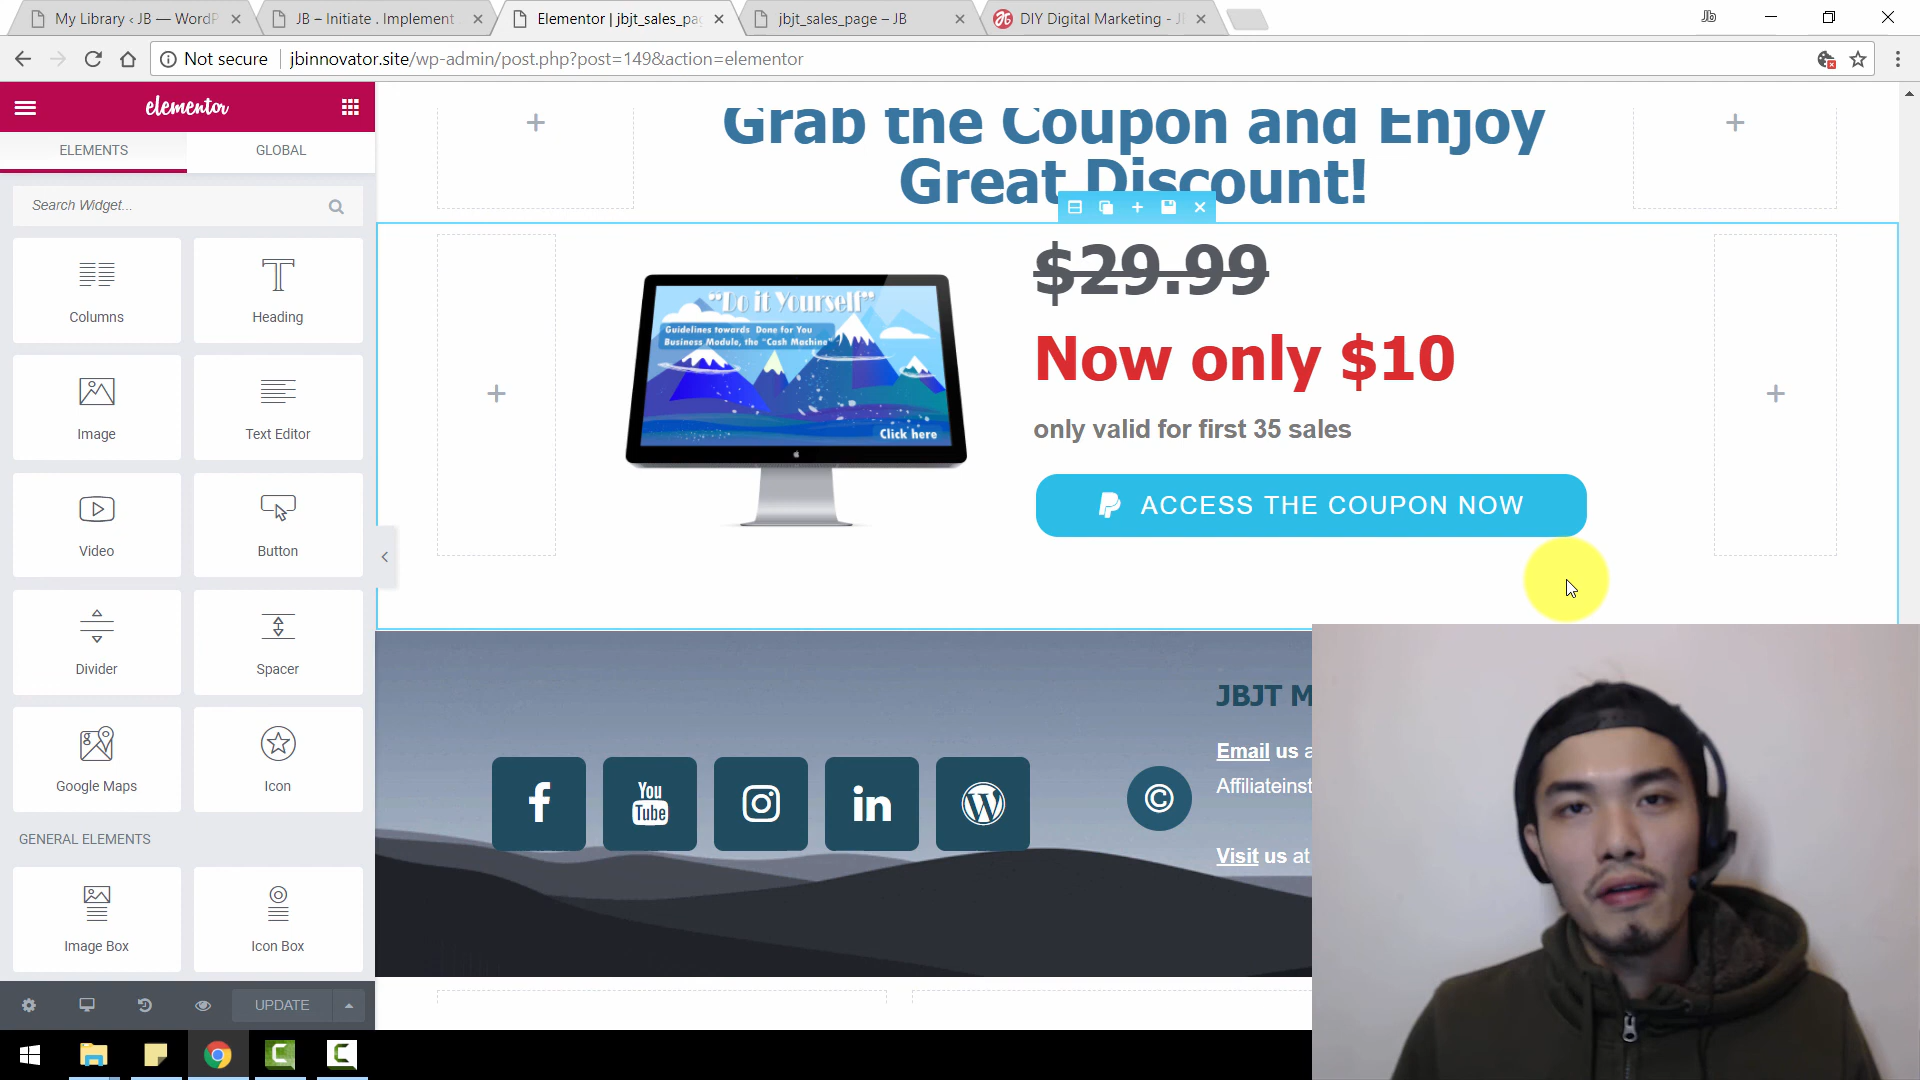 My Library ‹ JB — WordP
JB – Initiate . Implement .
Elementor | jbjt_sales_pa
jbjt_sales_page – JB
DIY Digital Marketing - J
Jb
Not secure
jbinnovator.site/wp-admin/post.php?post=149&action=elementor
elementor
ELEMENTS
GLOBAL
Search Widget...
Columns
Heading
Image
Text Editor
Video
Button
Divider
Spacer
Google Maps
Icon
GENERAL ELEMENTS
Image Box
Icon Box
UPDATE
Grab the Coupon and Enjoy
Great Discount!
"Do it Yourself"
Guidelines towards Done for You
Business Module, the "Cash Machine"
Click here
$29.99
Now only $10
only valid for first 35 sales
ACCESS THE COUPON NOW
You
Tube
in
JBJT M
Email us a
Affiliateinst
Visit us at